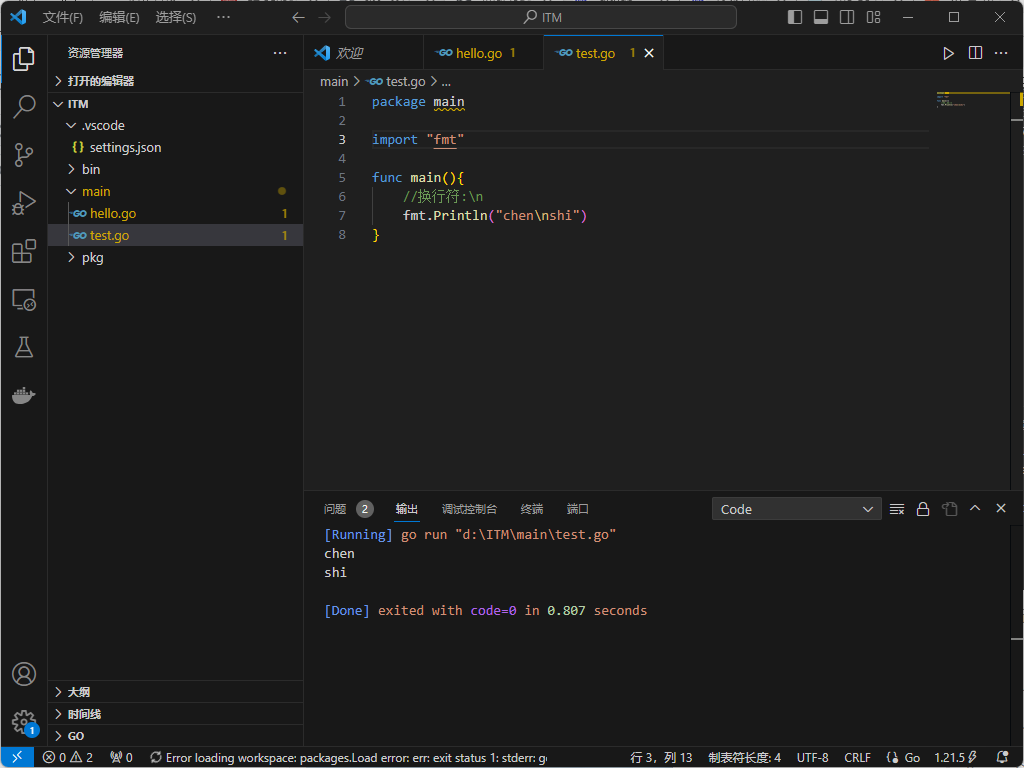 文件(F) 编辑(E) 选择(S) ··· ITM
资源管理器 ···
打开的编辑器
ITM
.vscode
{} settings.json
bin
main
hello.go 1
test.go 1
pkg
大纲
时间线
GO
欢迎 hello.go 1 test.go 1
main > test.go > ...
1 package main
2
3 import "fmt"
4
5 func main(){
6 //换行符:\n
7 fmt.Println("chen\nshi")
8 }
问题 2 输出 调试控制台 终端 端口 Code
[Running] go run "d:\ITM\main\test.go"
chen
shi
[Done] exited with code=0 in 0.807 seconds
1
0 2 0 Error loading workspace: packages.Load error: err: exit status 1: stderr: go 行 3，列 13 制表符长度: 4 UTF-8 CRLF {} Go 1.21.5